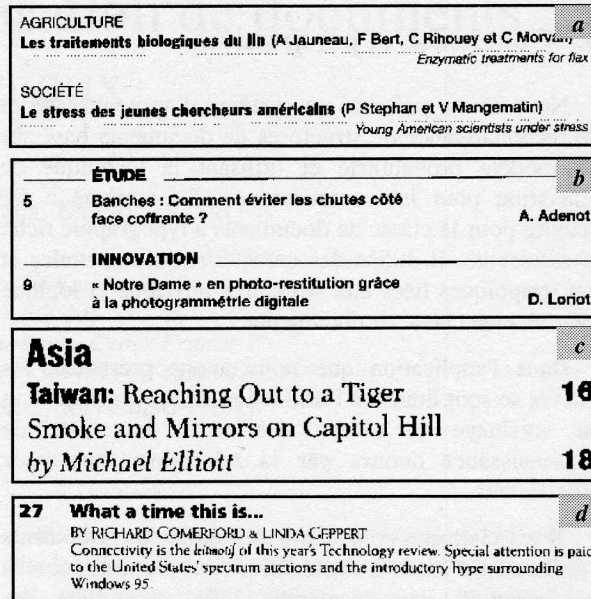 AGRICULTURE
a
Les traitements biologiques du lin (A Jauneau, F Bert, C Rihouey et C Morvan)
Enzymatic treatments for flax
SOCIÉTÉ
Le stress des jeunes chercheurs américains (P Stephan et V Mangematin)
Young American scientists under stress
ÉTUDE
b
5 Banches : Comment éviter les chutes côté
face coffrante ? A. Adenot
INNOVATION
9 « Notre Dame » en photo-restitution grâce
à la photogrammétrie digitale D. Loriot
Asia
c
Taiwan: Reaching Out to a Tiger 16
Smoke and Mirrors on Capitol Hill
by Michael Elliott 18
27 What a time this is...
d
BY RICHARD COMERFORD & LINDA GEPPERT
Connectivity is the leitmotif of this year's Technology review. Special attention is paid
to the United States' spectrum auctions and the introductory hype surrounding
Windows 95.